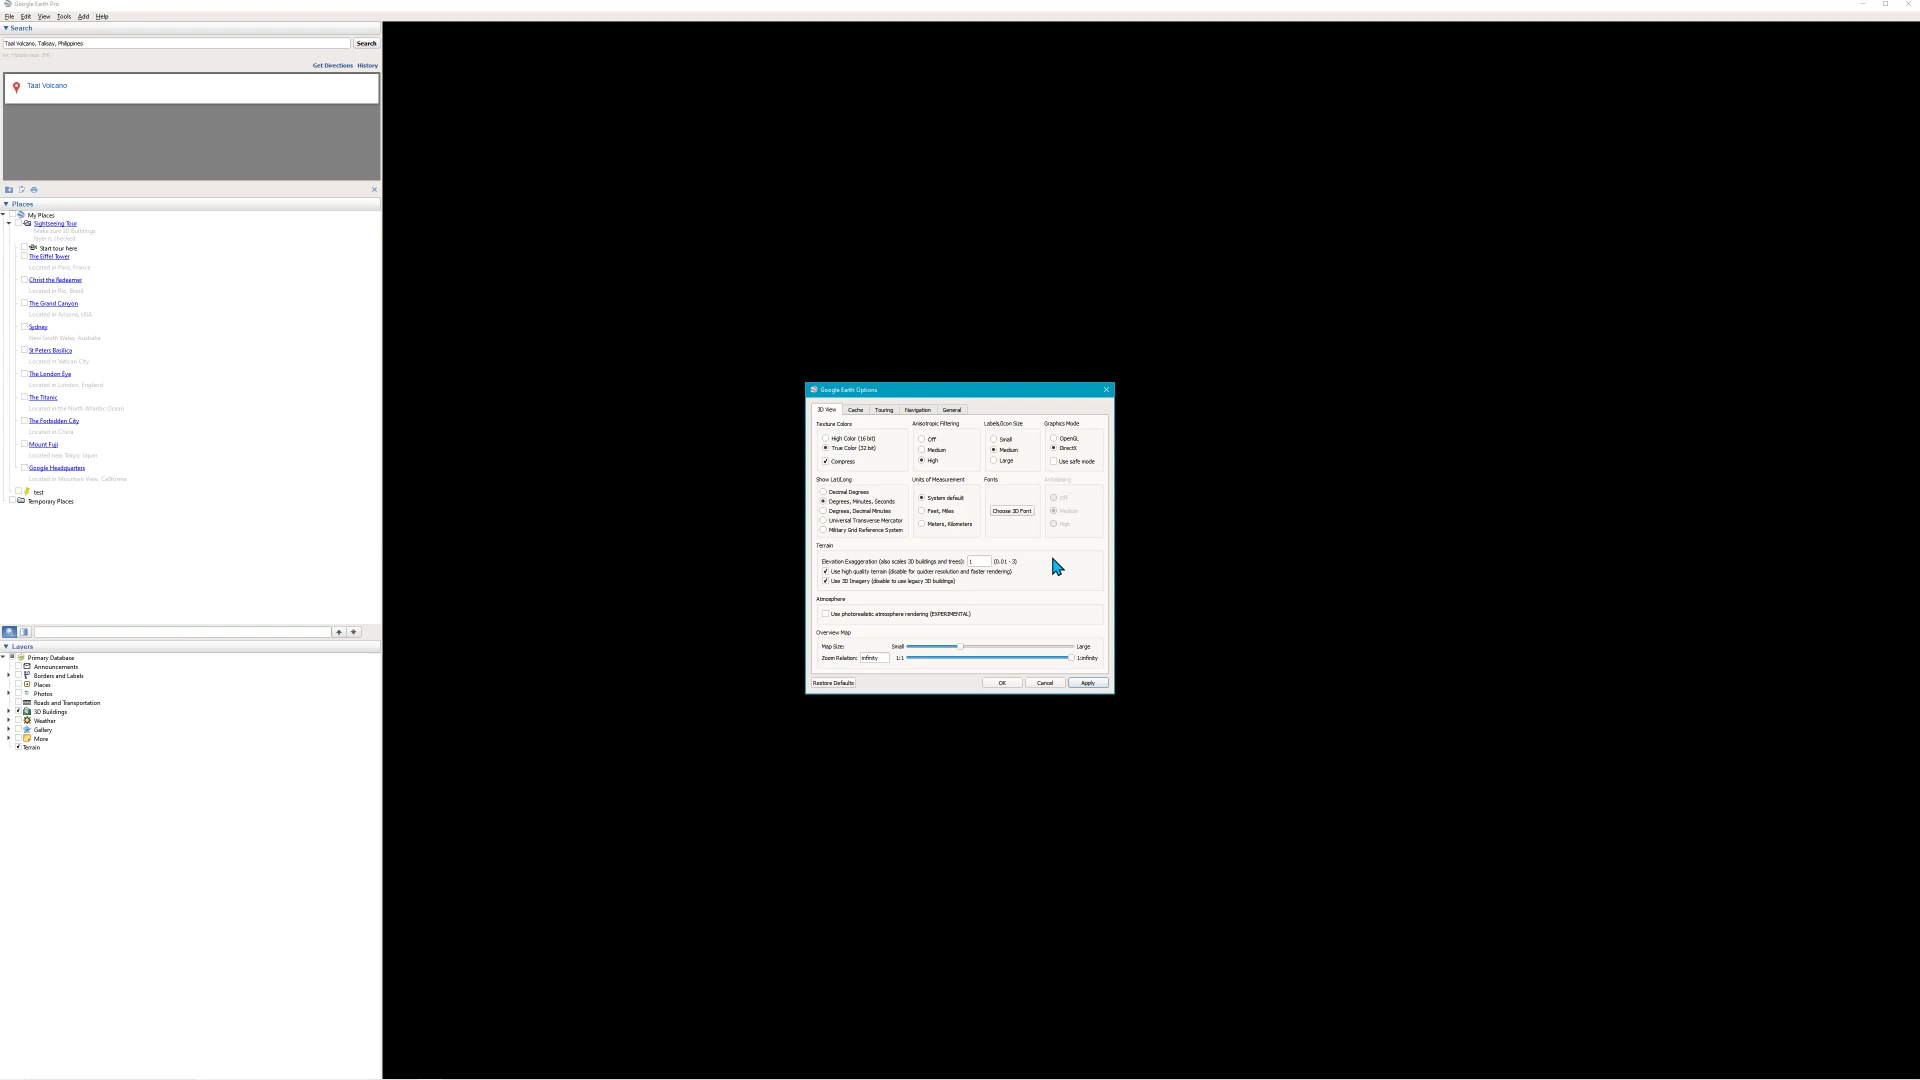 Google Earth Pro
File Edit View Tools Add Help
Search
Taal Volcano, Talisay, Philippines
Search
Get Directions History
Taal Volcano
Places
My Places
Sightseeing Tour
Make sure 3D Buildings
layer is checked
Start tour here
The Eiffel Tower
Located in Paris, France
Christ the Redeemer
Located in Rio, Brazil
The Grand Canyon
Located in Arizona, USA
Sydney
New South Wales, Australia
St Peters Basilica
Located in Vatican City
The London Eye
Located in London, England
The Titanic
Located in the North Atlantic Ocean
The Forbidden City
Located in China
Mount Fuji
Located near Tokyo, Japan
Google Headquarters
Located in Mountain View, California
test
Temporary Places
Layers
Primary Database
Announcements
Borders and Labels
Places
Photos
Roads and Transportation
3D Buildings
Weather
Gallery
More
Terrain
Google Earth Options
3D View Cache Touring Navigation General
Texture Colors
High Color (16 bit)
True Color (32 bit)
Compress
Anisotropic Filtering
Off
Medium
High
Labels/Icon Size
Small
Medium
Large
Graphics Mode
OpenGL
DirectX
Use safe mode
Show Lat/Long
Decimal Degrees
Degrees, Minutes, Seconds
Degrees, Decimal Minutes
Universal Transverse Mercator
Military Grid Reference System
Units of Measurement
System default
Feet, Miles
Meters, Kilometers
Fonts
Choose 3D Font
Antialiasing
Off
Medium
High
Terrain
Elevation Exaggeration (also scales 3D buildings and trees): 1 (0.01 - 3)
Use high quality terrain (disable for quicker resolution and faster rendering)
Use 3D Imagery (disable to use legacy 3D buildings)
Atmosphere
Use photorealistic atmosphere rendering (EXPERIMENTAL)
Overview Map
Map Size: Small Large
Zoom Relation: infinity 1:1 1:infinity
Restore Defaults OK Cancel Apply